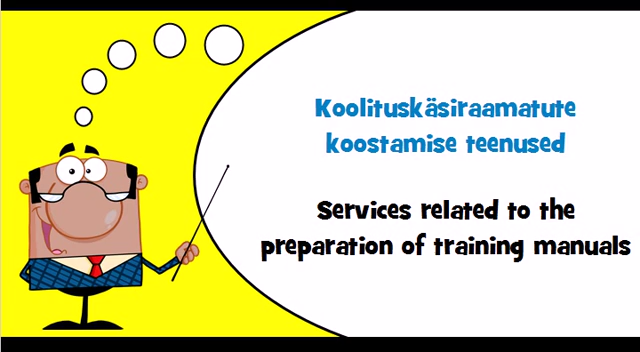 Koolituskäsiraamatute
koostamise teenused
Services related to the
preparation of training manuals